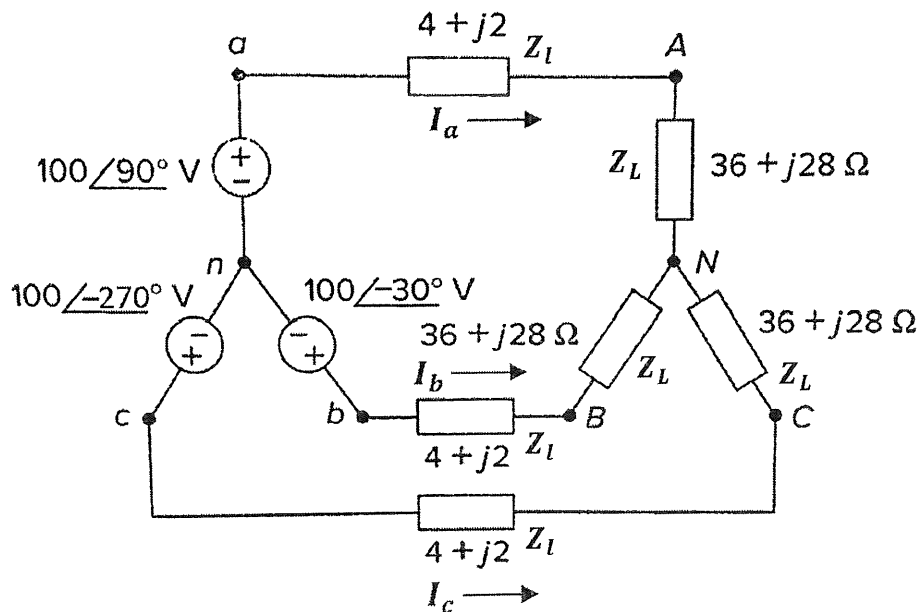 4 + j2
a
Z_l
A
I_a
100∠90° V
Z_L
36 + j28 Ω
n
N
100∠−270° V
100∠−30° V
36 + j28 Ω
36 + j28 Ω
I_b
Z_L
Z_L
c
b
B
C
4 + j2
Z_l
4 + j2
Z_l
I_c